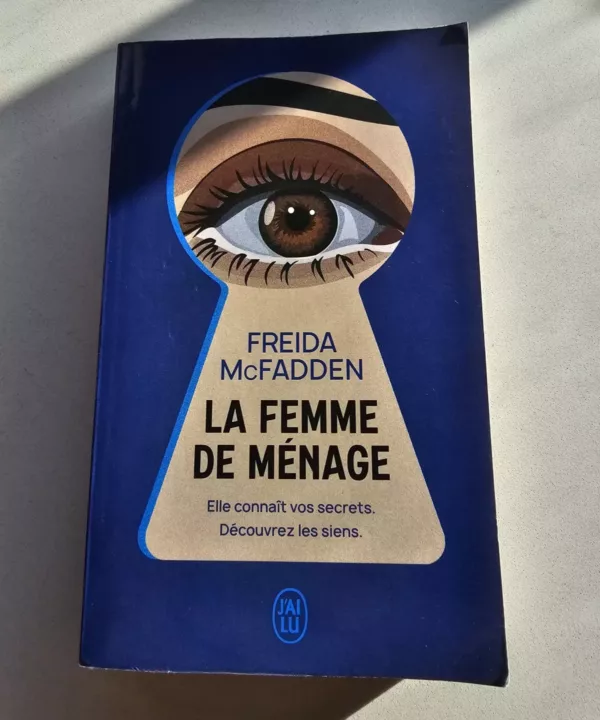 FREIDA
McFADDEN
LA FEMME
DE MÉNAGE
Elle connaît vos secrets.
Découvrez les siens.
J'AI
LU